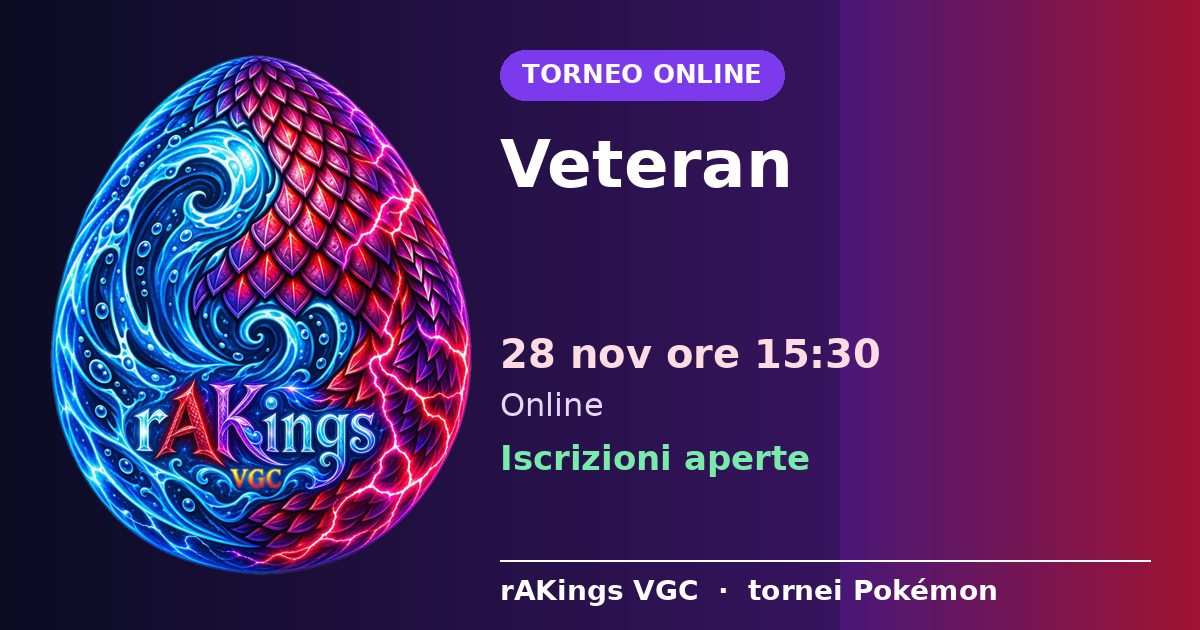 TORNEO ONLINE
Veteran
28 nov ore 15:30
Online
Iscrizioni aperte
rAKings
VGC
rAKings VGC · tornei Pokémon